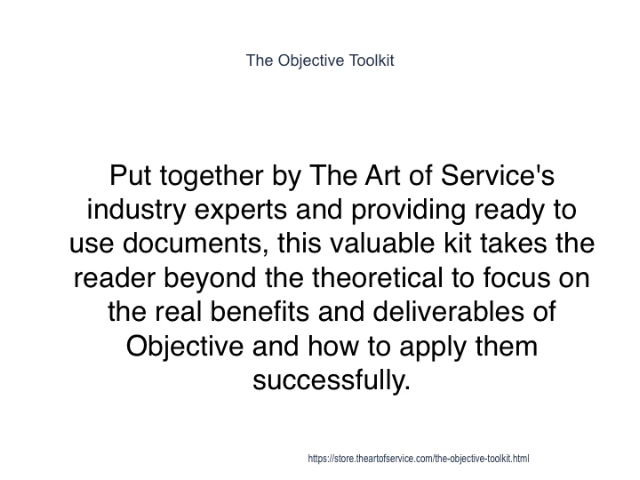 The Objective Toolkit
Put together by The Art of Service's
industry experts and providing ready to
use documents, this valuable kit takes the
reader beyond the theoretical to focus on
the real benefits and deliverables of
Objective and how to apply them
successfully.
https://store.theartofservice.com/the-objective-toolkit.html